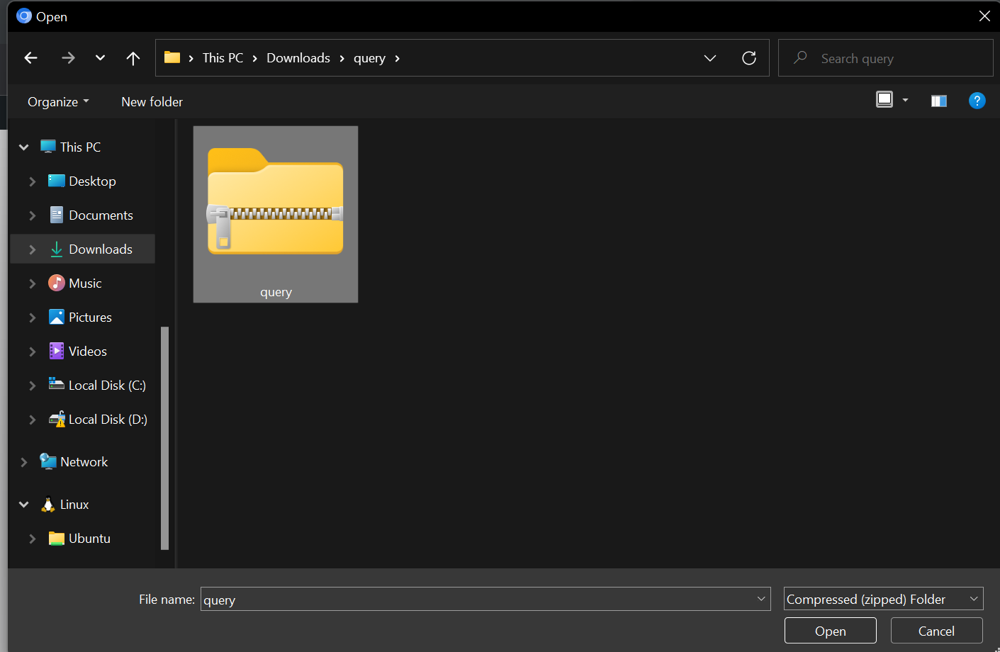 Open
This PC Downloads query
Search query
Organize
New folder
?
This PC
Desktop
Documents
Downloads
Music
Pictures
Videos
Local Disk (C:)
Local Disk (D:)
Network
Linux
Ubuntu
query
File name: query
Compressed (zipped) Folder
Open
Cancel